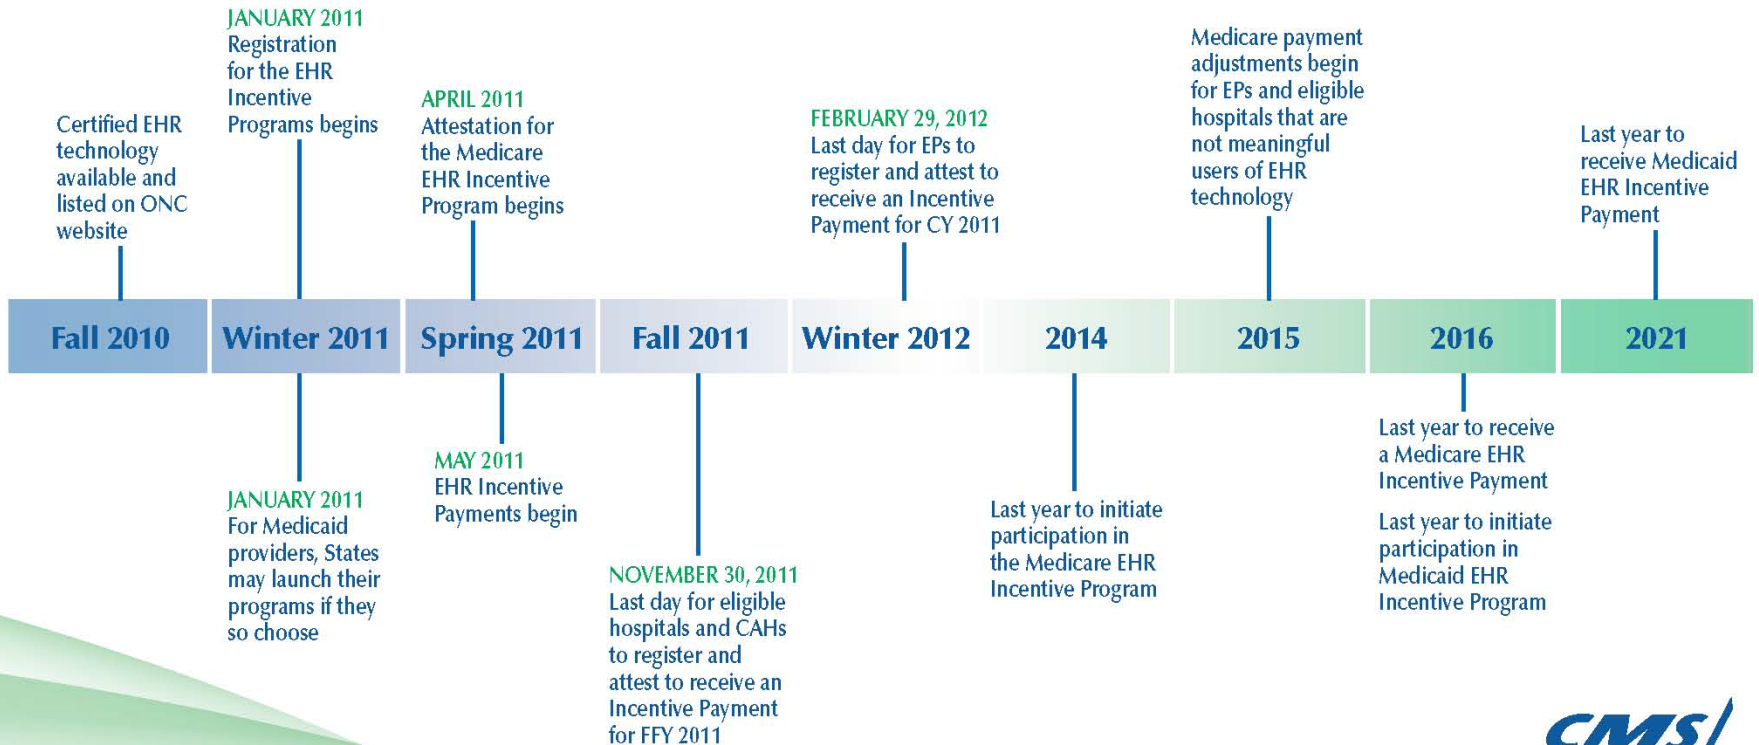 JANUARY 2011
Registration
for the EHR
Incentive
Programs begins
Certified EHR
technology
available and
listed on ONC
website
APRIL 2011
Attestation for
the Medicare
EHR Incentive
Program begins
FEBRUARY 29, 2012
Last day for EPs to
register and attest to
receive an Incentive
Payment for CY 2011
Medicare payment
adjustments begin
for EPs and eligible
hospitals that are
not meaningful
users of EHR
technology
Last year to
receive Medicaid
EHR Incentive
Payment
Fall 2010
Winter 2011
Spring 2011
Fall 2011
Winter 2012
2014
2015
2016
2021
JANUARY 2011
For Medicaid
providers, States
may launch their
programs if they
so choose
MAY 2011
EHR Incentive
Payments begin
NOVEMBER 30, 2011
Last day for eligible
hospitals and CAHs
to register and
attest to receive an
Incentive Payment
for FFY 2011
Last year to initiate
participation in
the Medicare EHR
Incentive Program
Last year to receive
a Medicare EHR
Incentive Payment
Last year to initiate
participation in
Medicaid EHR
Incentive Program
CMS